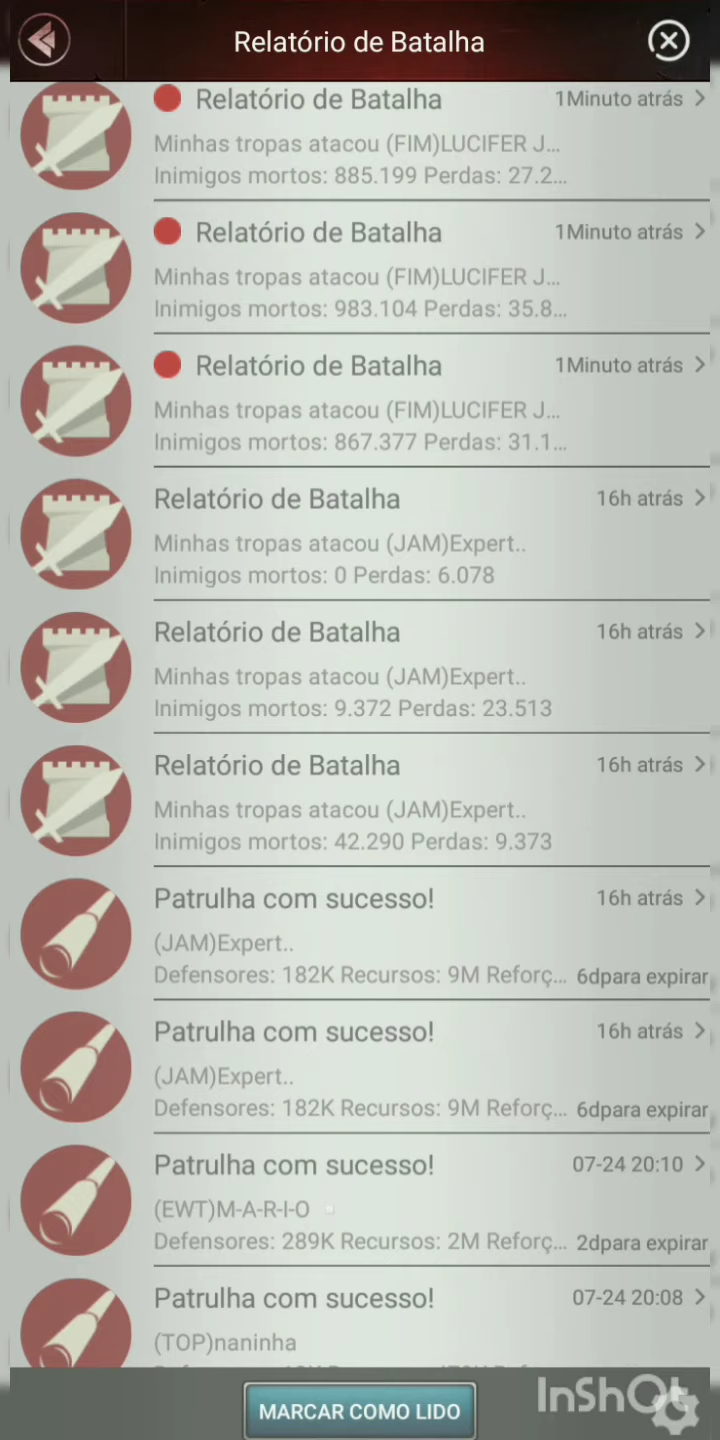 Relatório de Batalha
Relatório de Batalha 1Minuto atrás
Minhas tropas atacou (FIM)LUCIFER J...
Inimigos mortos: 885.199 Perdas: 27.2...
Relatório de Batalha 1Minuto atrás
Minhas tropas atacou (FIM)LUCIFER J...
Inimigos mortos: 983.104 Perdas: 35.8...
Relatório de Batalha 1Minuto atrás
Minhas tropas atacou (FIM)LUCIFER J...
Inimigos mortos: 867.377 Perdas: 31.1...
Relatório de Batalha 16h atrás
Minhas tropas atacou (JAM)Expert..
Inimigos mortos: 0 Perdas: 6.078
Relatório de Batalha 16h atrás
Minhas tropas atacou (JAM)Expert..
Inimigos mortos: 9.372 Perdas: 23.513
Relatório de Batalha 16h atrás
Minhas tropas atacou (JAM)Expert..
Inimigos mortos: 42.290 Perdas: 9.373
Patrulha com sucesso! 16h atrás
(JAM)Expert..
Defensores: 182K Recursos: 9M Reforç... 6dpara expirar
Patrulha com sucesso! 16h atrás
(JAM)Expert..
Defensores: 182K Recursos: 9M Reforç... 6dpara expirar
Patrulha com sucesso! 07-24 20:10
(EWT)M-A-R-I-O
Defensores: 289K Recursos: 2M Reforç... 2dpara expirar
Patrulha com sucesso! 07-24 20:08
(TOP)naninha
MARCAR COMO LIDO
InShOt